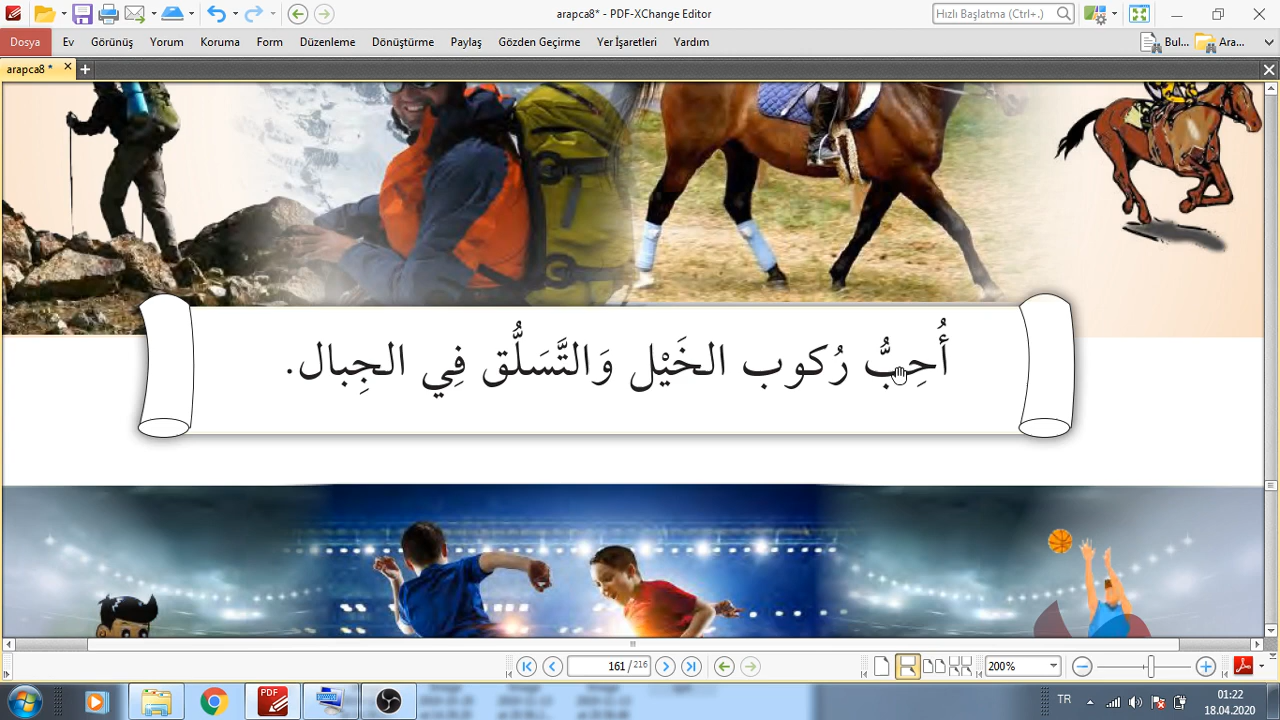 arapca8* - PDF-XChange Editor
Hızlı Başlatma (Ctrl+.)
Dosya Ev Görünüş Yorum Koruma Form Düzenleme Dönüştürme Paylaş Gözden Geçirme Yer İşaretleri Yardım
Bul... Ara...
arapca8 *
أُحِبُّ رُكوب الخَيْل وَالتَّسَلُّق فِي الجِبال.
161 / 216
200%
PDF
TR
01:22
18.04.2020